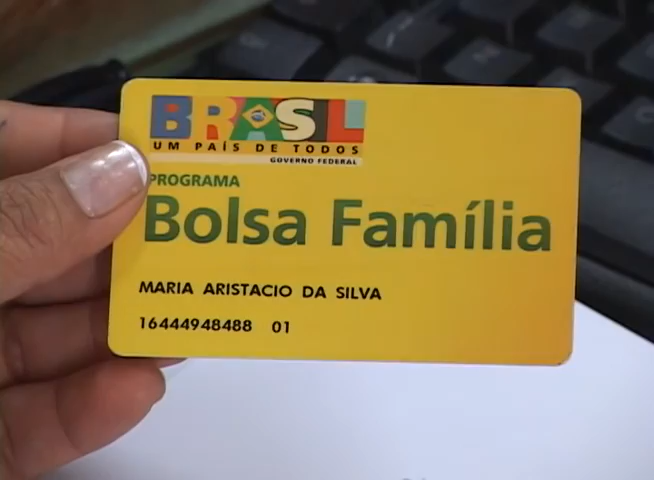 BRASIL
UM PAÍS DE TODOS
GOVERNO FEDERAL
PROGRAMA
Bolsa Família
MARIA ARISTACIO DA SILVA
16444948488 01